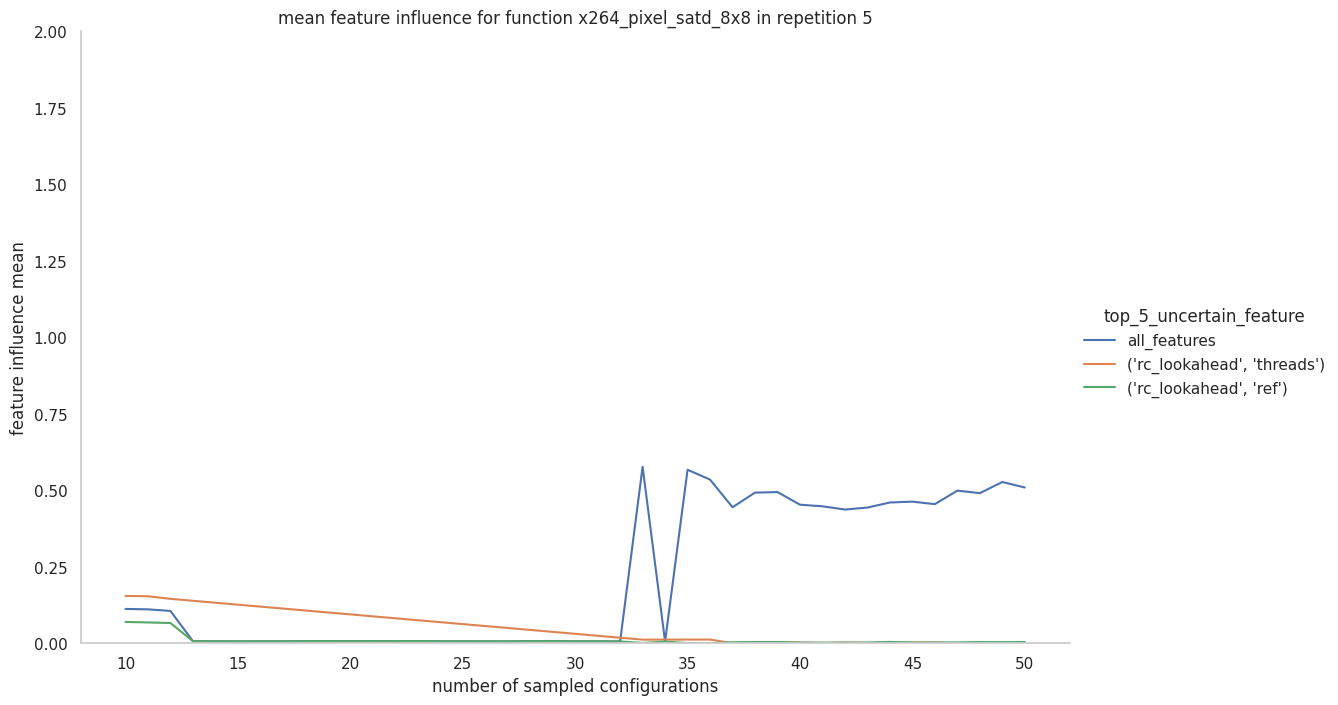 mean feature influence for function x264_pixel_satd_8x8 in repetition 5
2.00
1.75
1.50
1.25
1.00
0.75
0.50
0.25
0.00
feature influence mean
10 15 20 25 30 35 40 45 50
number of sampled configurations
top_5_uncertain_feature
all_features
('rc_lookahead', 'threads')
('rc_lookahead', 'ref')